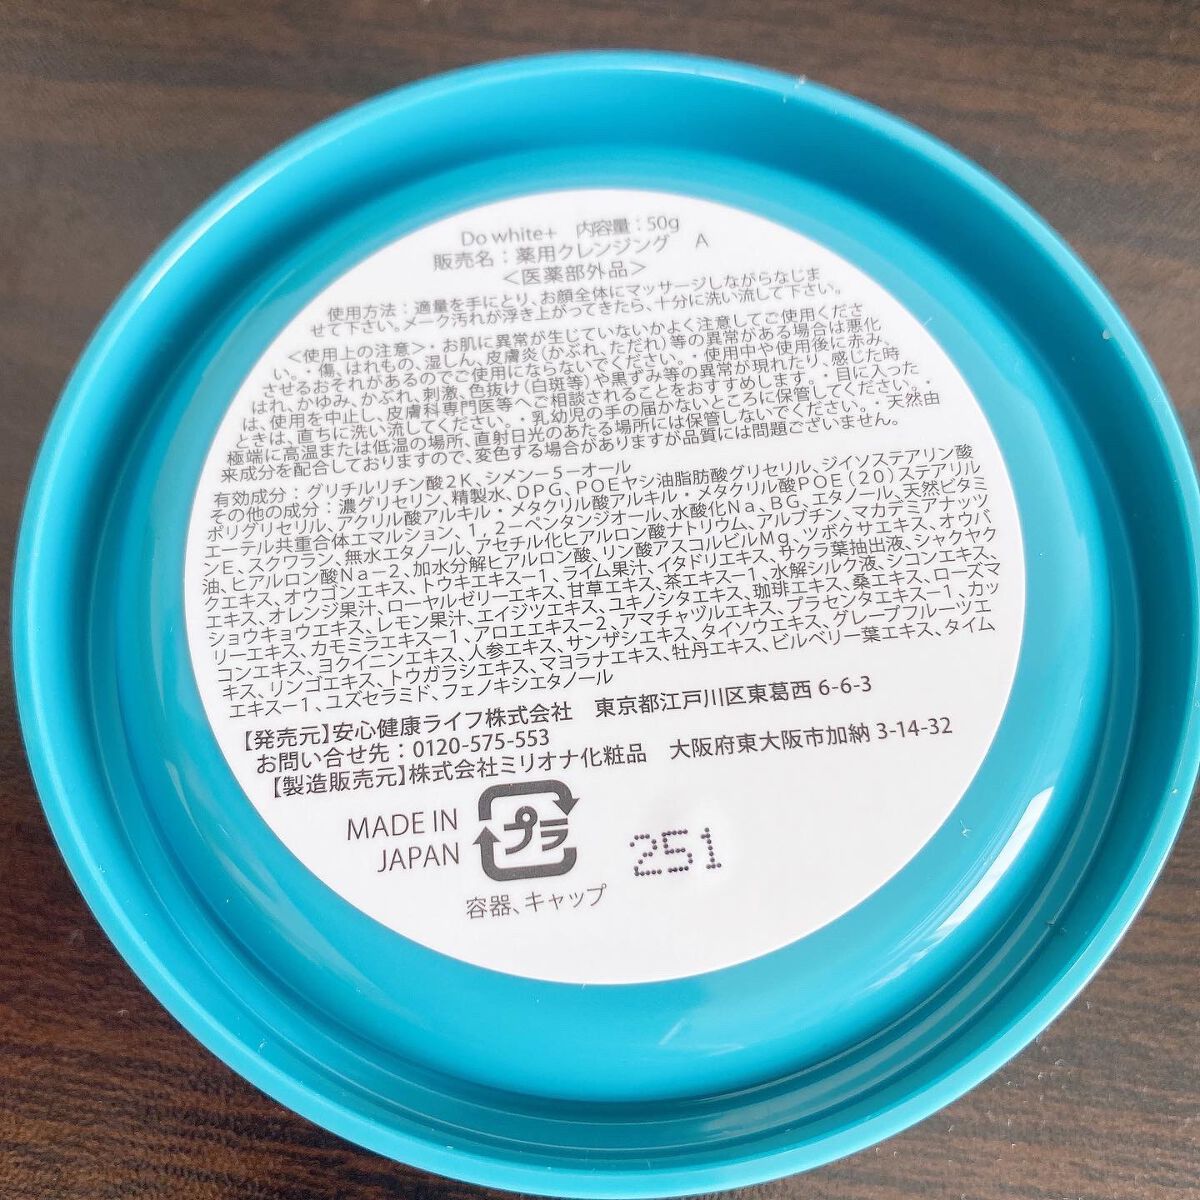 Do white+　内容量：50g
販売名：薬用クレンジング　A
＜医薬部外品＞
使用方法：適量を手にとり、お顔全体にマッサージしながらなじま
せて下さい。メーク汚れが浮き上がってきたら、十分に洗い流して下さい。
＜使用上の注意＞・お肌に異常が生じていないかよく注意してご使用くださ
い。・傷、はれもの、湿しん、皮膚炎（かぶれ、ただれ）等の異常がある場合は悪化
させるおそれがあるのでご使用にならないでください。・使用中や使用後に赤み、
はれ、かゆみ、かぶれ、刺激、色抜け（白斑等）や黒ずみ等の異常が現れたり、感じた時
は、使用を中止し、皮膚科専門医等へご相談されることをおすすめします。・目に入った
ときは、直ちに洗い流してください。・乳幼児の手の届かないところに保管してください。・
極端に高温または低温の場所、直射日光のあたる場所には保管しないでください。・天然由
来成分を配合しておりますので、変色する場合がありますが品質には問題ございません。
有効成分：グリチルリチン酸2K、シメン－5－オール
その他の成分：濃グリセリン、精製水、DPG、POEヤシ油脂肪酸グリセリル、ジイソステアリン酸
ポリグリセリル、アクリル酸アルキル・メタクリル酸アルキル・メタクリル酸POE（20）ステアリル
エーテル共重合体エマルション、1，2－ペンタンジオール、水酸化Na、BG、エタノール、天然ビタミ
ンE、スクワラン、無水エタノール、アセチル化ヒアルロン酸ナトリウム、アルブチン、マカデミアナッツ
油、ヒアルロン酸Na－2、加水分解ヒアルロン酸、リン酸アスコルビルMg、ツボクサエキス、オウバ
クエキス、オウゴンエキス、トウキエキス－1、ライム果汁、イタドリエキス、サクラ葉抽出液、シャクヤク
エキス、オレンジ果汁、ローヤルゼリーエキス、甘草エキス、茶エキス－1、水解シルク液、シコンエキス、
ショウキョウエキス、レモン果汁、エイジツエキス、ユキノシタエキス、珈琲エキス、桑エキス、ローズマ
リーエキス、カモミラエキス－1、アロエエキス－2、アマチャヅルエキス、プラセンタエキス－1、カッ
コンエキス、ヨクイニンエキス、人参エキス、サンザシエキス、タイソウエキス、グレープフルーツエ
キス、リンゴエキス、トウガラシエキス、マヨラナエキス、牡丹エキス、ビルベリー葉エキス、タイム
エキス－1、ユズセラミド、フェノキシエタノール
【発売元】安心健康ライフ株式会社　東京都江戸川区東葛西 6-6-3
お問い合せ先：0120-575-553
【製造販売元】株式会社ミリオナ化粧品　大阪府東大阪市加納 3-14-32
MADE IN
JAPAN
プラ
容器、キャップ
251